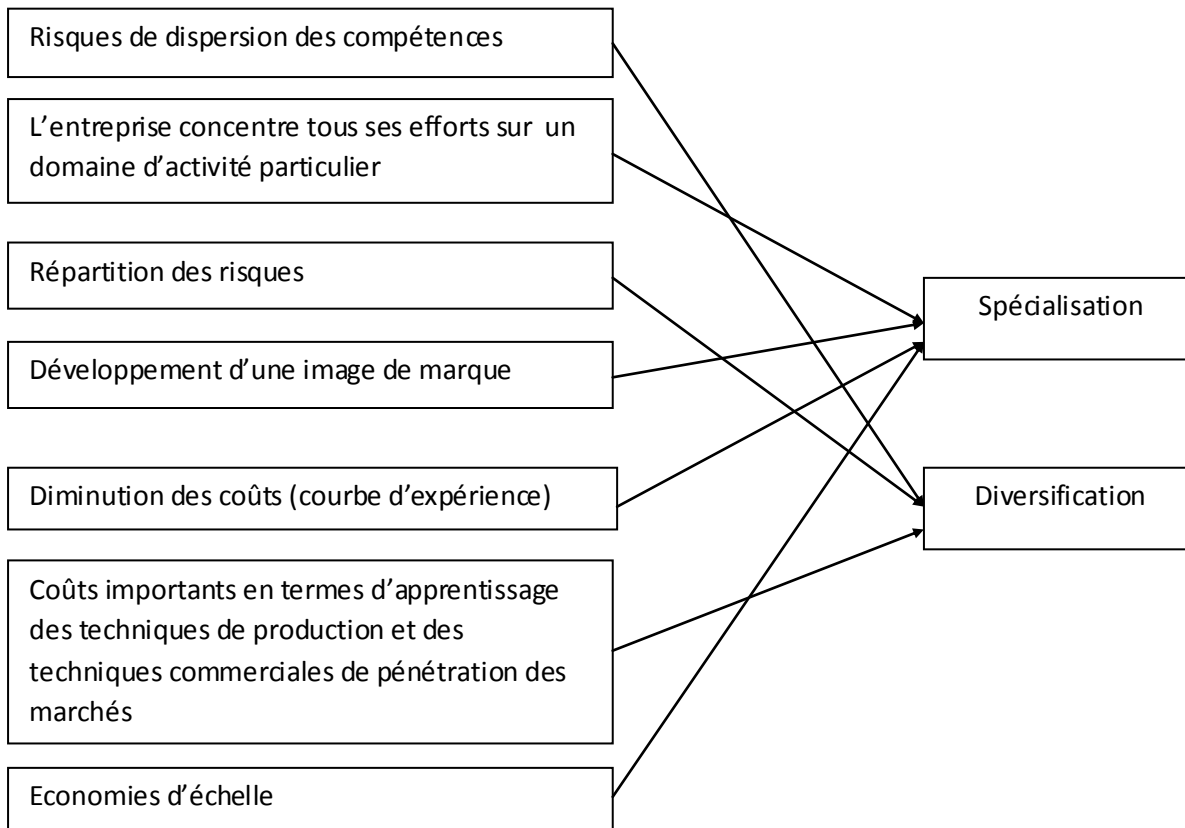 Risques de dispersion des compétences
L’entreprise concentre tous ses efforts sur un
domaine d’activité particulier
Répartition des risques
Développement d’une image de marque
Diminution des coûts (courbe d’expérience)
Coûts importants en termes d’apprentissage
des techniques de production et des
techniques commerciales de pénétration des
marchés
Economies d’échelle
Spécialisation
Diversification